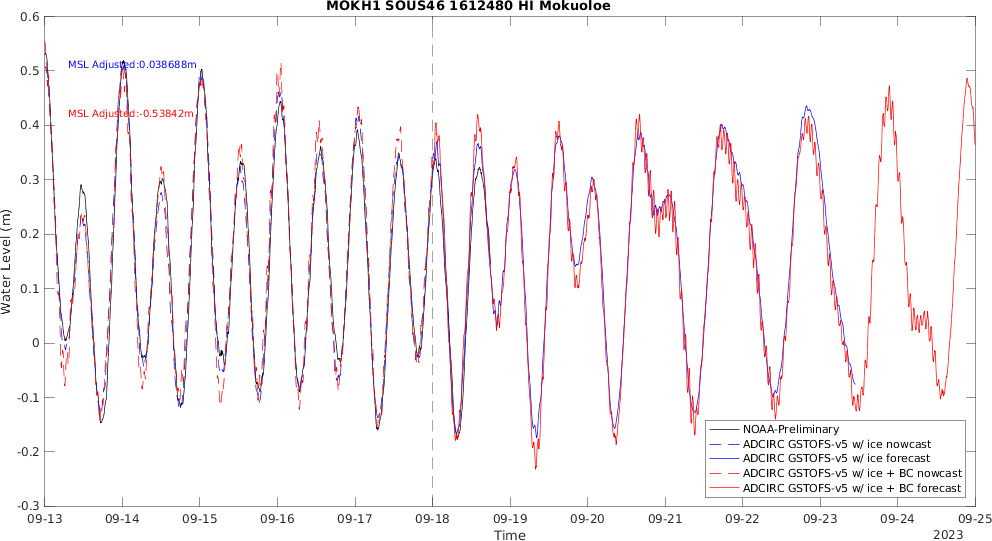 MOKH1 SOUS46 1612480 HI Mokuoloe
0.6
0.5
0.4
0.3
0.2
0.1
0
-0.1
-0.2
-0.3
Water Level (m)
MSL Adjusted:0.038688m
MSL Adjusted:-0.53842m
NOAA-Preliminary
ADCIRC GSTOFS-v5 w/ ice nowcast
ADCIRC GSTOFS-v5 w/ ice forecast
ADCIRC GSTOFS-v5 w/ ice + BC nowcast
ADCIRC GSTOFS-v5 w/ ice + BC forecast
09-13 09-14 09-15 09-16 09-17 09-18 09-19 09-20 09-21 09-22 09-23 09-24 09-25
Time
2023